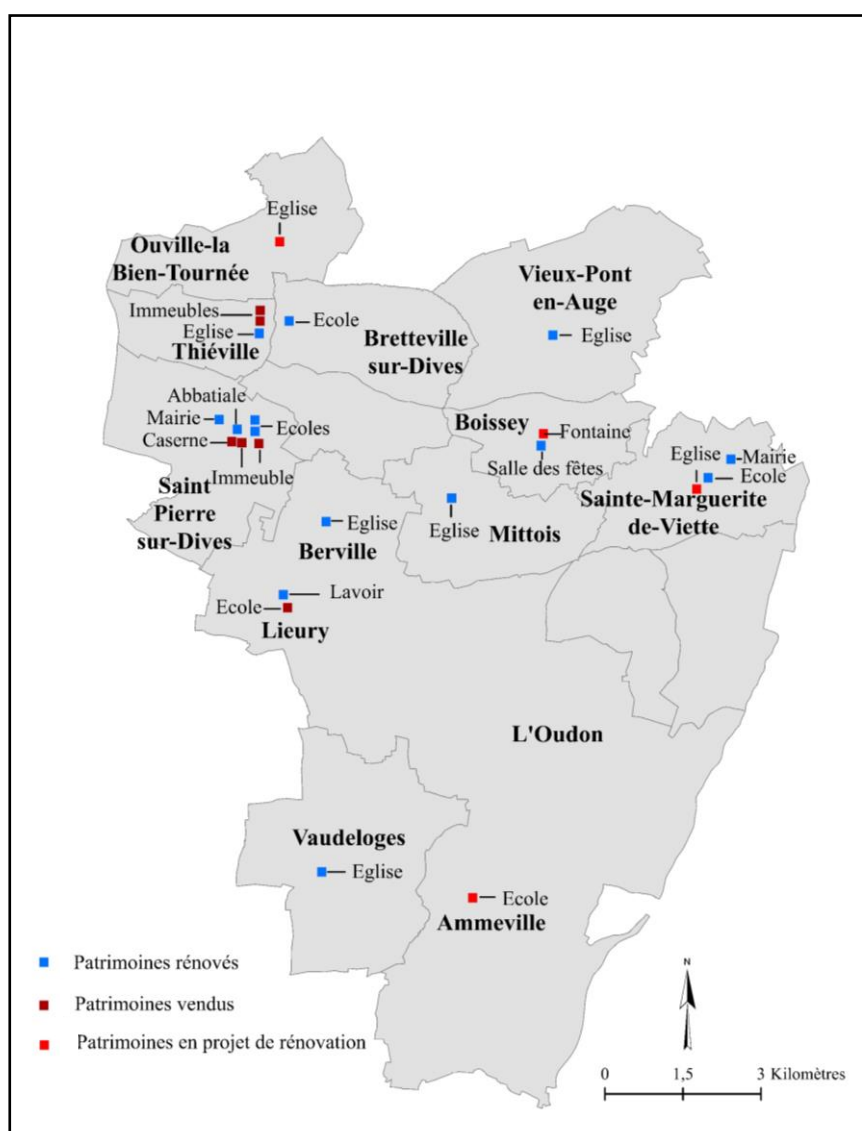 Eglise
Ouville-la
Bien-Tournée
Vieux-Pont
en-Auge
Immeubles
Eglise
Thiéville
Ecole
Bretteville
sur-Dives
Eglise
Abbatiale
Mairie
Ecoles
Caserne
Immeuble
Saint
Pierre
sur-Dives
Boissey
Fontaine
Salle des fêtes
Eglise
Mairie
Ecole
Sainte-Marguerite
de-Viette
Eglise
Berville
Eglise
Mittois
Lavoir
Ecole
Lieury
L'Oudon
Vaudeloges
Eglise
Ecole
Ammeville
Patrimoines rénovés
Patrimoines vendus
Patrimoines en projet de rénovation
N
0 1,5 3 Kilomètres